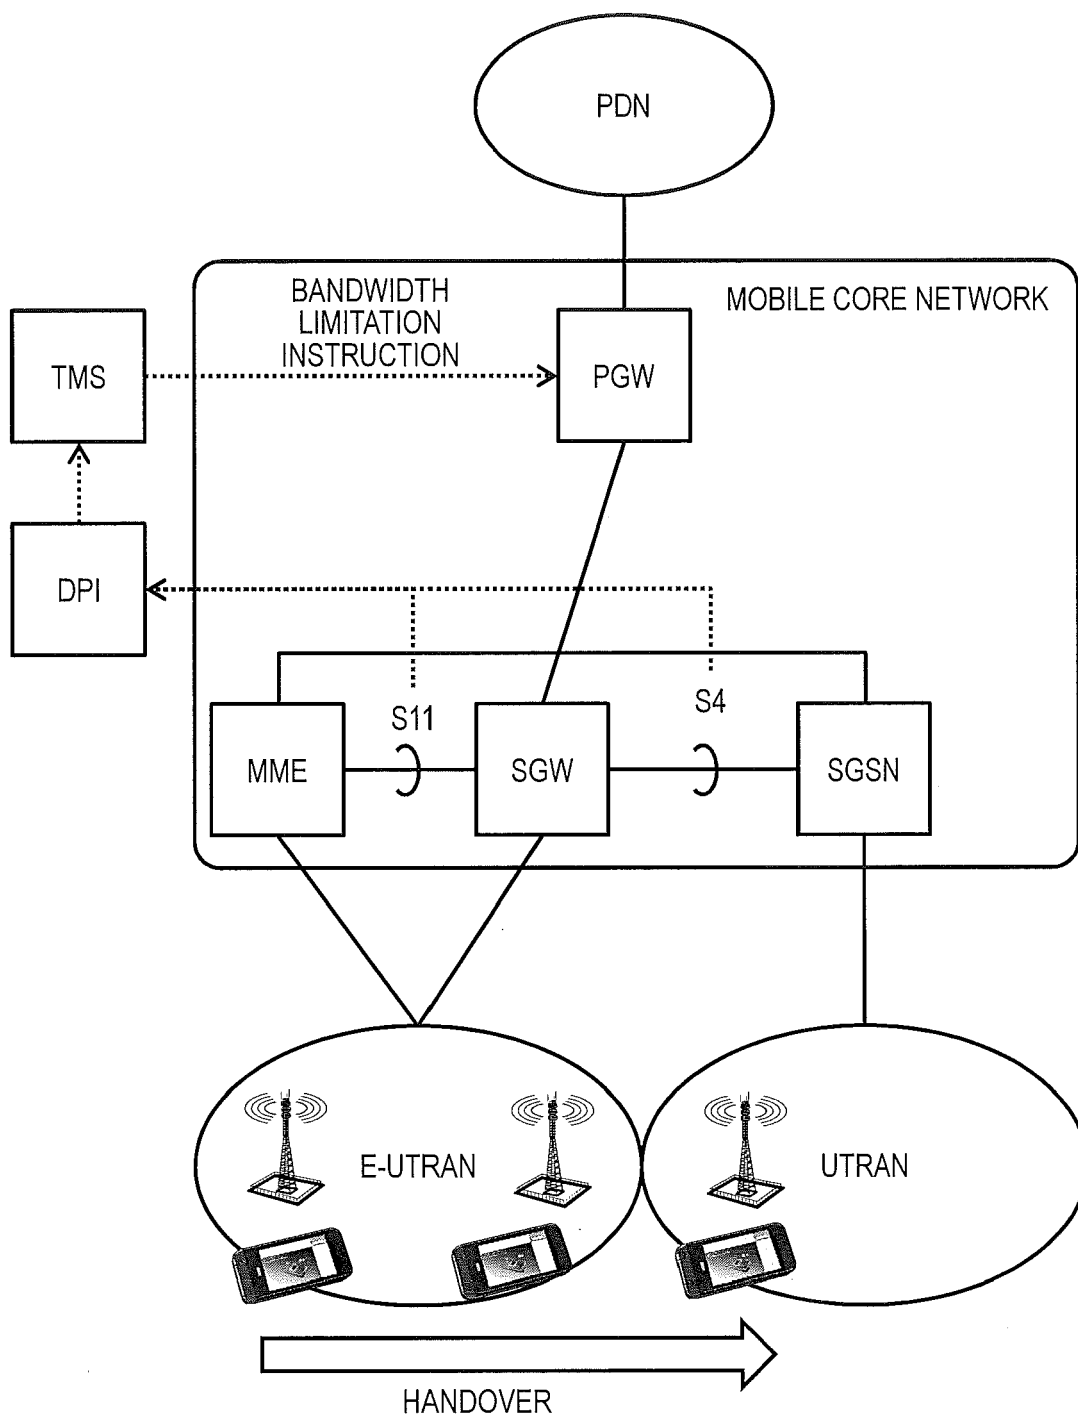 PDN
MOBILE CORE NETWORK
BANDWIDTH
LIMITATION
INSTRUCTION
TMS
PGW
DPI
S11
S4
MME
SGW
SGSN
E-UTRAN
UTRAN
HANDOVER